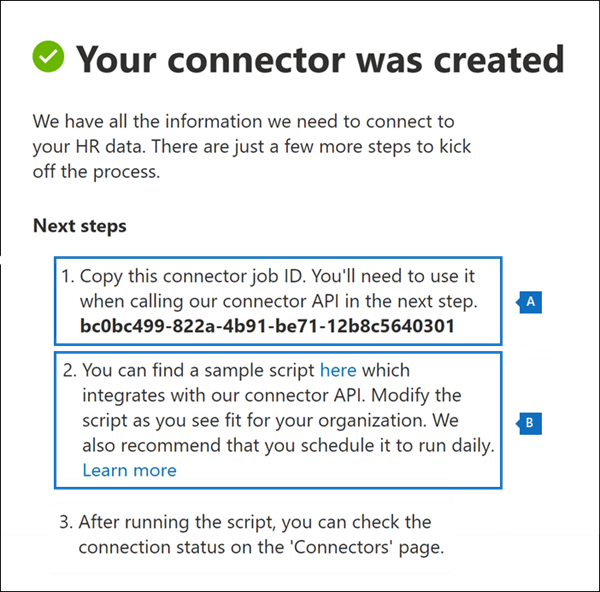 Your connector was created
We have all the information we need to connect to
your HR data. There are just a few more steps to kick
off the process.
Next steps
1. Copy this connector job ID. You'll need to use it
when calling our connector API in the next step.
bc0bc499-822a-4b91-be71-12b8c5640301
A
2. You can find a sample script here which
integrates with our connector API. Modify the
script as you see fit for your organization. We
also recommend that you schedule it to run daily.
Learn more
B
3. After running the script, you can check the
connection status on the 'Connectors' page.